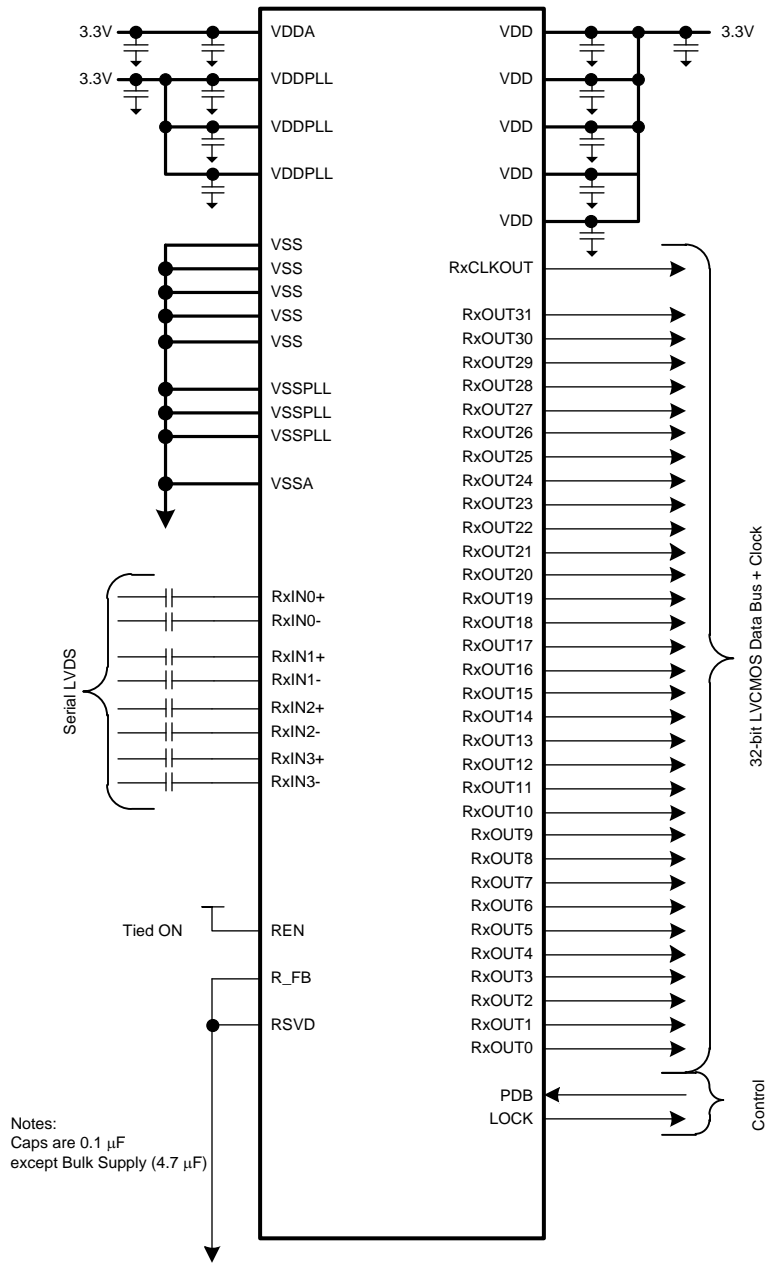 3.3V
VDDA
VDD
3.3V
3.3V
VDDPLL
VDD
VDDPLL
VDD
VDDPLL
VDD
VDD
VSS
VSS
VSS
VSS
VSS
VSSPLL
VSSPLL
VSSPLL
VSSA
RxCLKOUT
RxOUT31
RxOUT30
RxOUT29
RxOUT28
RxOUT27
RxOUT26
RxOUT25
RxOUT24
RxOUT23
RxOUT22
RxOUT21
RxOUT20
RxOUT19
RxOUT18
RxOUT17
RxOUT16
RxOUT15
RxOUT14
RxOUT13
RxOUT12
RxOUT11
RxOUT10
RxOUT9
RxOUT8
RxOUT7
RxOUT6
RxOUT5
RxOUT4
RxOUT3
RxOUT2
RxOUT1
RxOUT0
32-bit LVCMOS Data Bus + Clock
Serial LVDS
RxIN0+
RxIN0-
RxIN1+
RxIN1-
RxIN2+
RxIN2-
RxIN3+
RxIN3-
Tied ON
REN
R_FB
RSVD
PDB
LOCK
Control
Notes:
Caps are 0.1 μF
except Bulk Supply (4.7 μF)